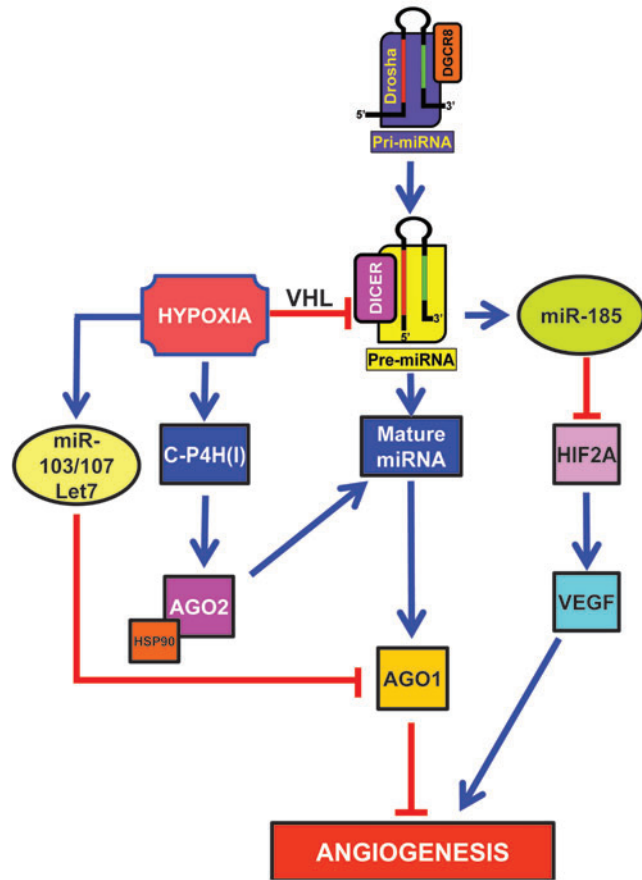 Drosha
DGCR8
5'
3'
Pri-miRNA
DICER
5'
3'
Pre-miRNA
HYPOXIA
VHL
miR-185
miR-
103/107
Let7
C-P4H(I)
Mature
miRNA
HIF2A
AGO2
HSP90
VEGF
AGO1
ANGIOGENESIS